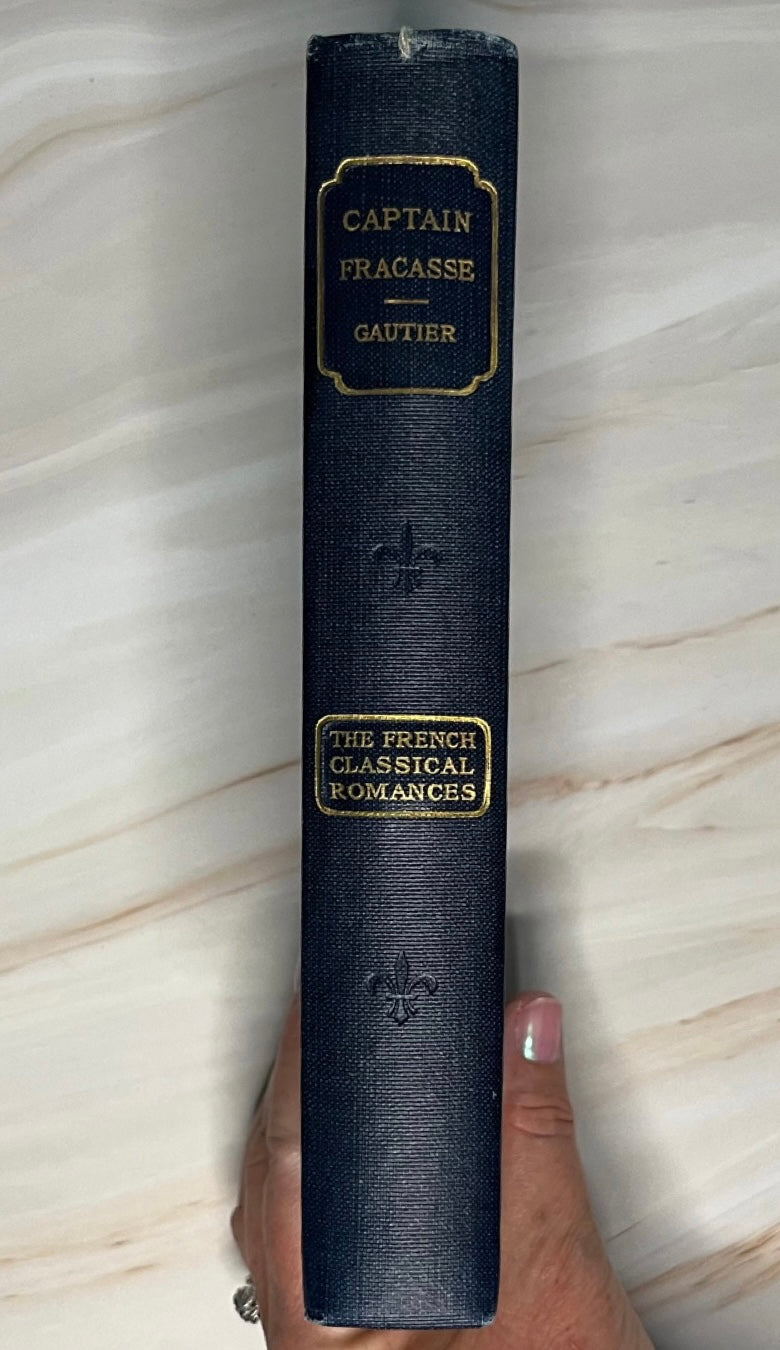 CAPTAIN
FRACASSE
GAUTIER
THE FRENCH
CLASSICAL
ROMANCES